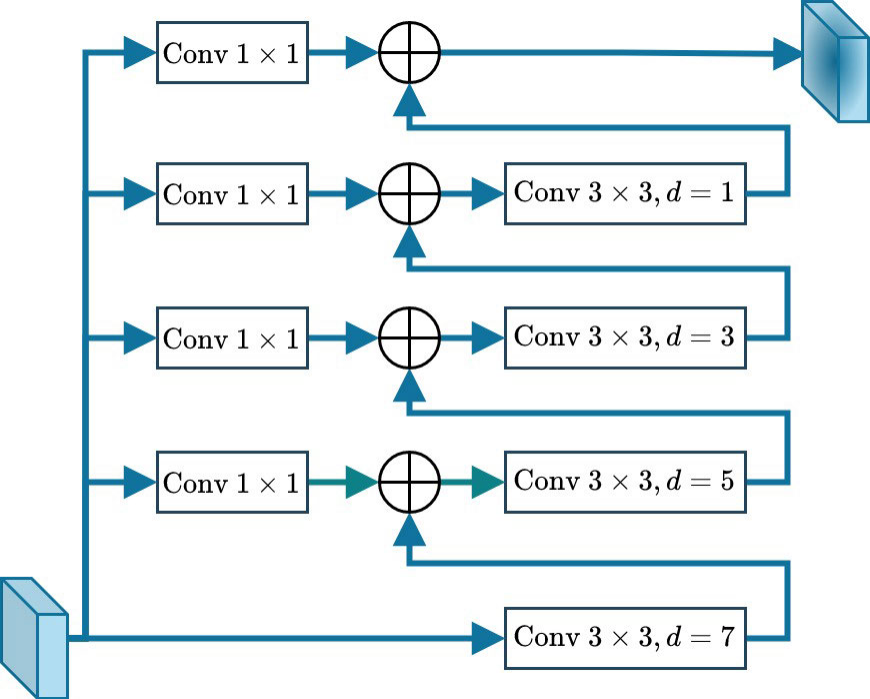 Conv 1 × 1
Conv 1 × 1
Conv 3 × 3, d = 1
Conv 1 × 1
Conv 3 × 3, d = 3
Conv 1 × 1
Conv 3 × 3, d = 5
Conv 3 × 3, d = 7